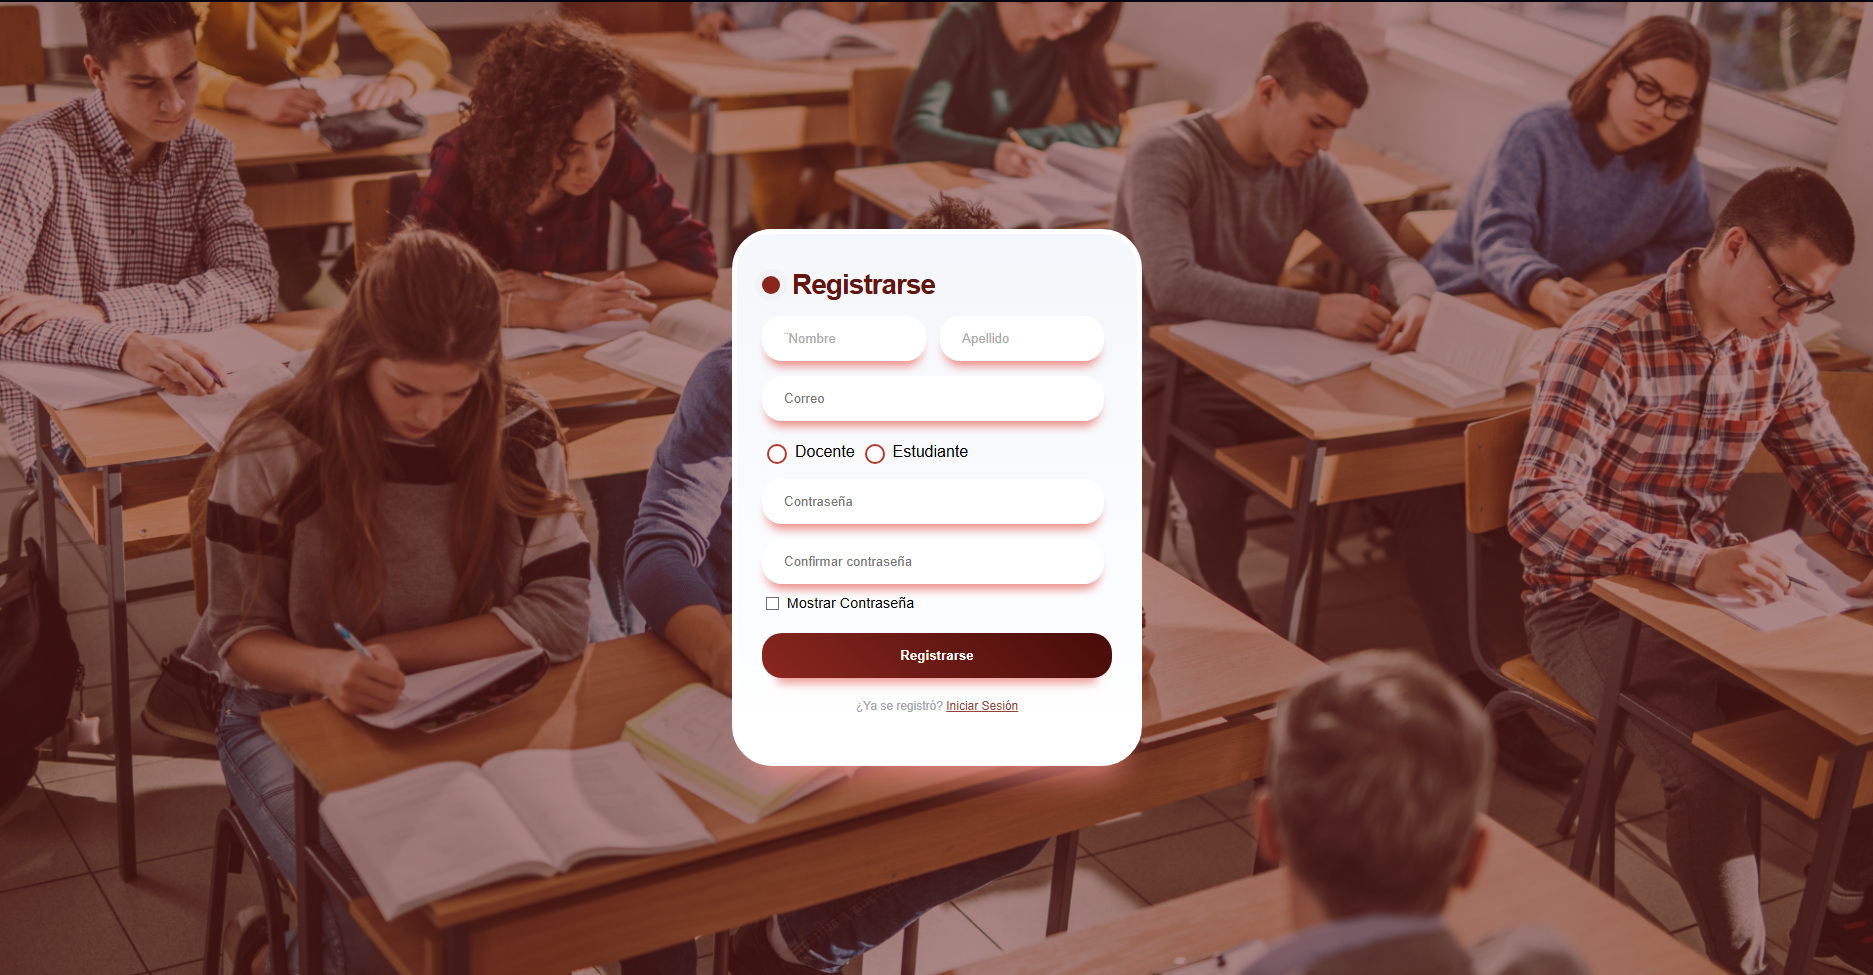 Registrarse
Nombre Apellido
Correo
Docente Estudiante
Contraseña
Confirmar contraseña
Mostrar Contraseña
Registrarse
¿Ya se registró? Iniciar Sesión